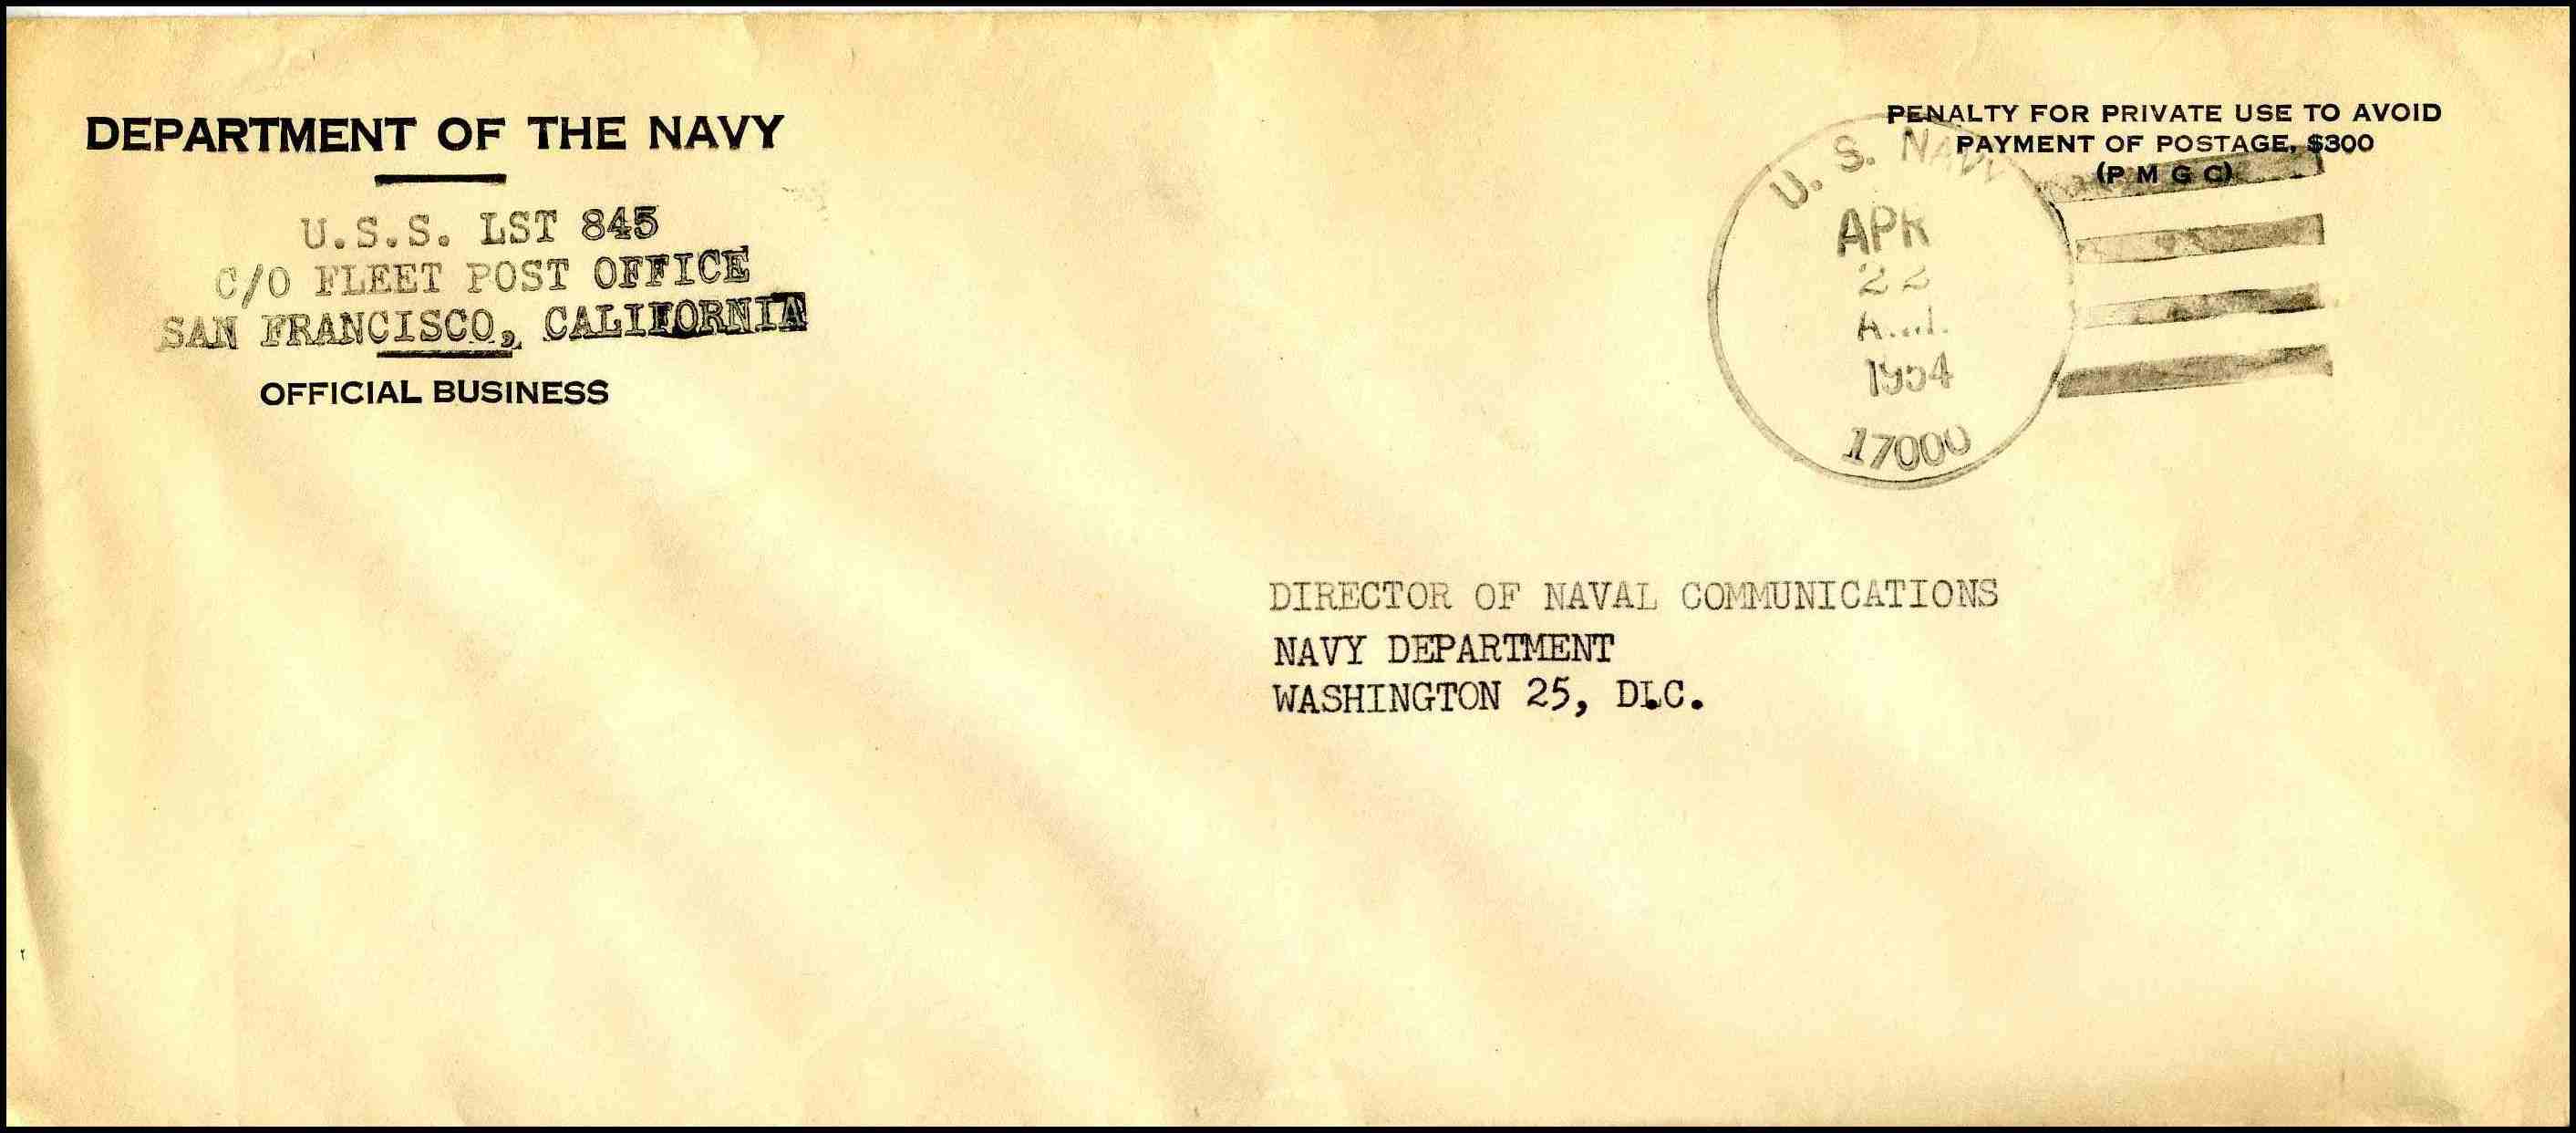 DEPARTMENT OF THE NAVY
U.S.S. LST 845
C/O FLEET POST OFFICE
SAN FRANCISCO, CALIFORNIA
OFFICIAL BUSINESS
PENALTY FOR PRIVATE USE TO AVOID
PAYMENT OF POSTAGE, $300
(P M G C)
U. S. NAVY
APR
22
1954
17000
DIRECTOR OF NAVAL COMMUNICATIONS
NAVY DEPARTMENT
WASHINGTON 25, D.C.